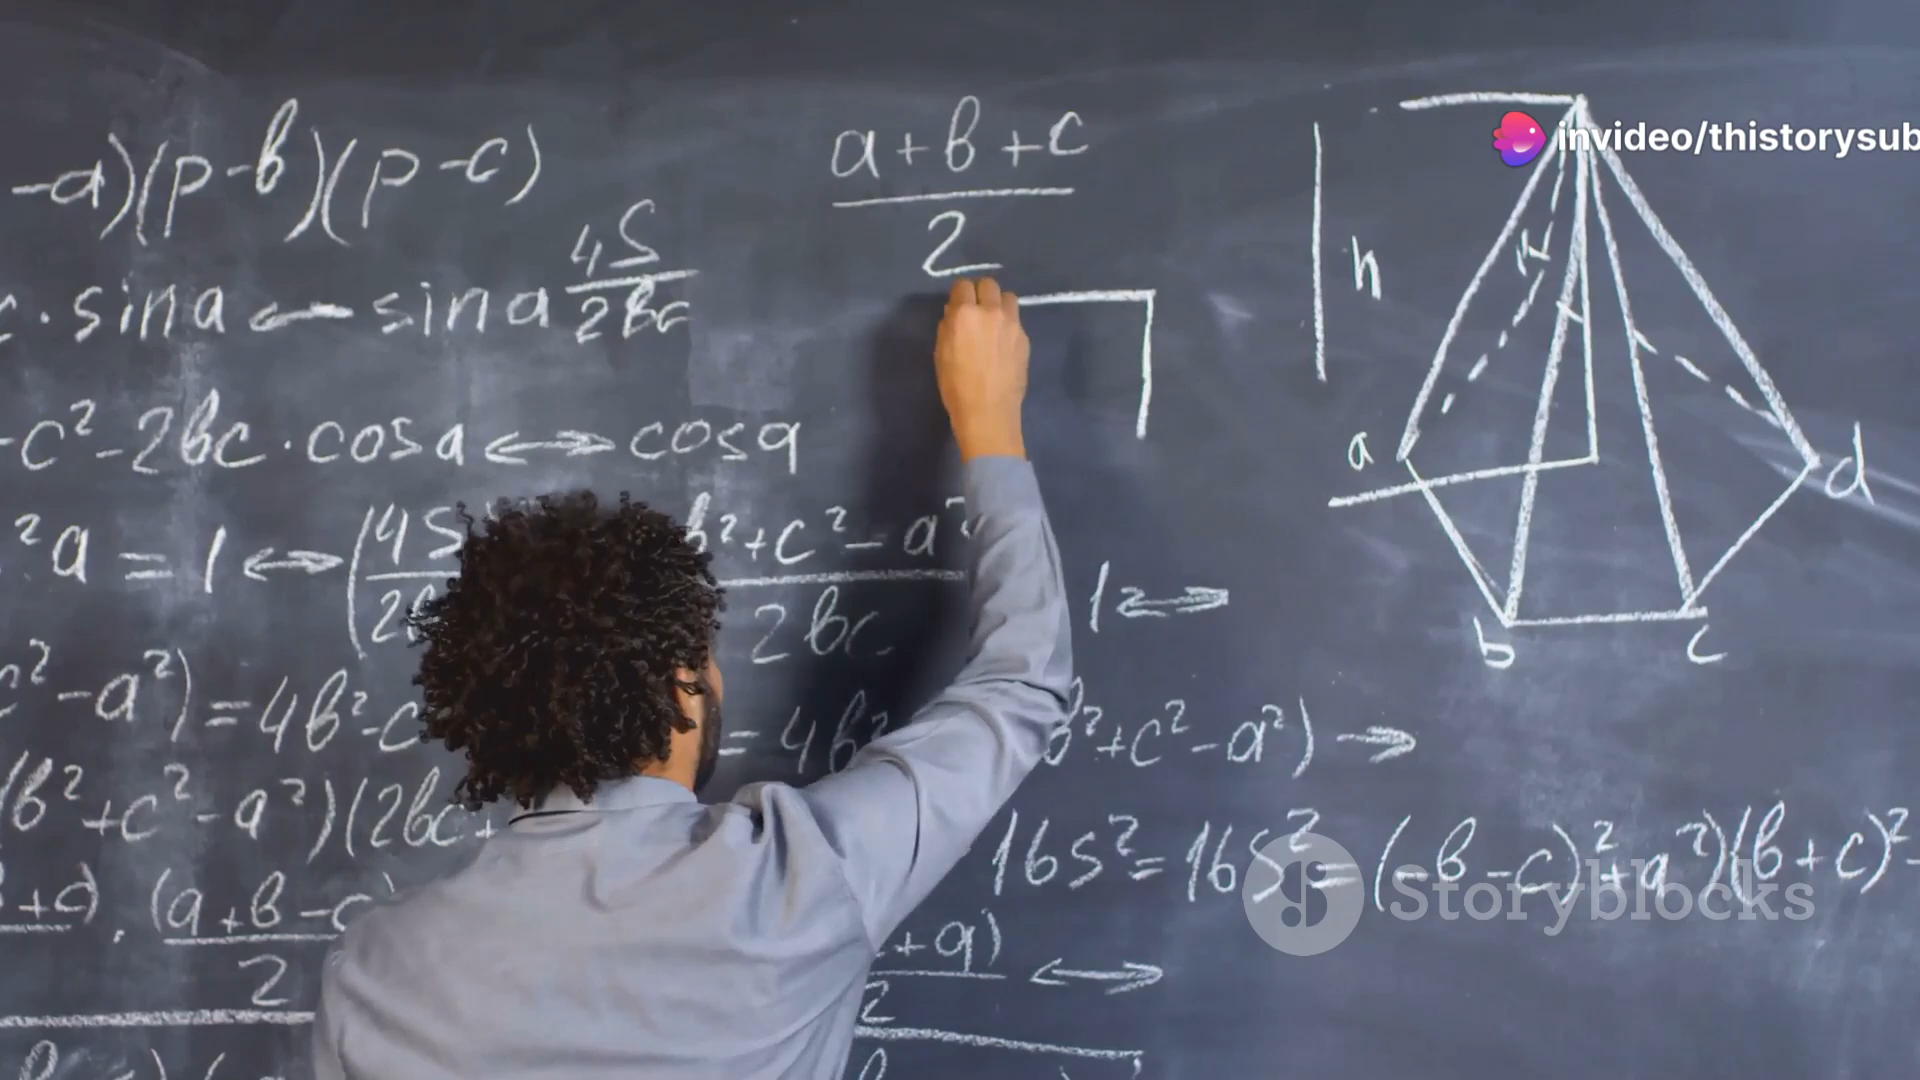 -a)(p-b)(p-c)
a+b+c
2
invideo/thistorysub
c·sina ← sina 4S
2bc
h
-c²-2bc·cosa ↔ cosa
a
d
²a = 1 ↔ (4S
b²+c²-a²
2bc
1 ↔
b
c
c²-a²) = 4b²-c
= 4b²
b²+c²-a²) →
(b²+c²-a²)(2bc+
16S² = 16S² = (-b-c)²+a²)(b+c)²-
Storyblocks
+c) · (a+b-c)
2
+a)
2
↔